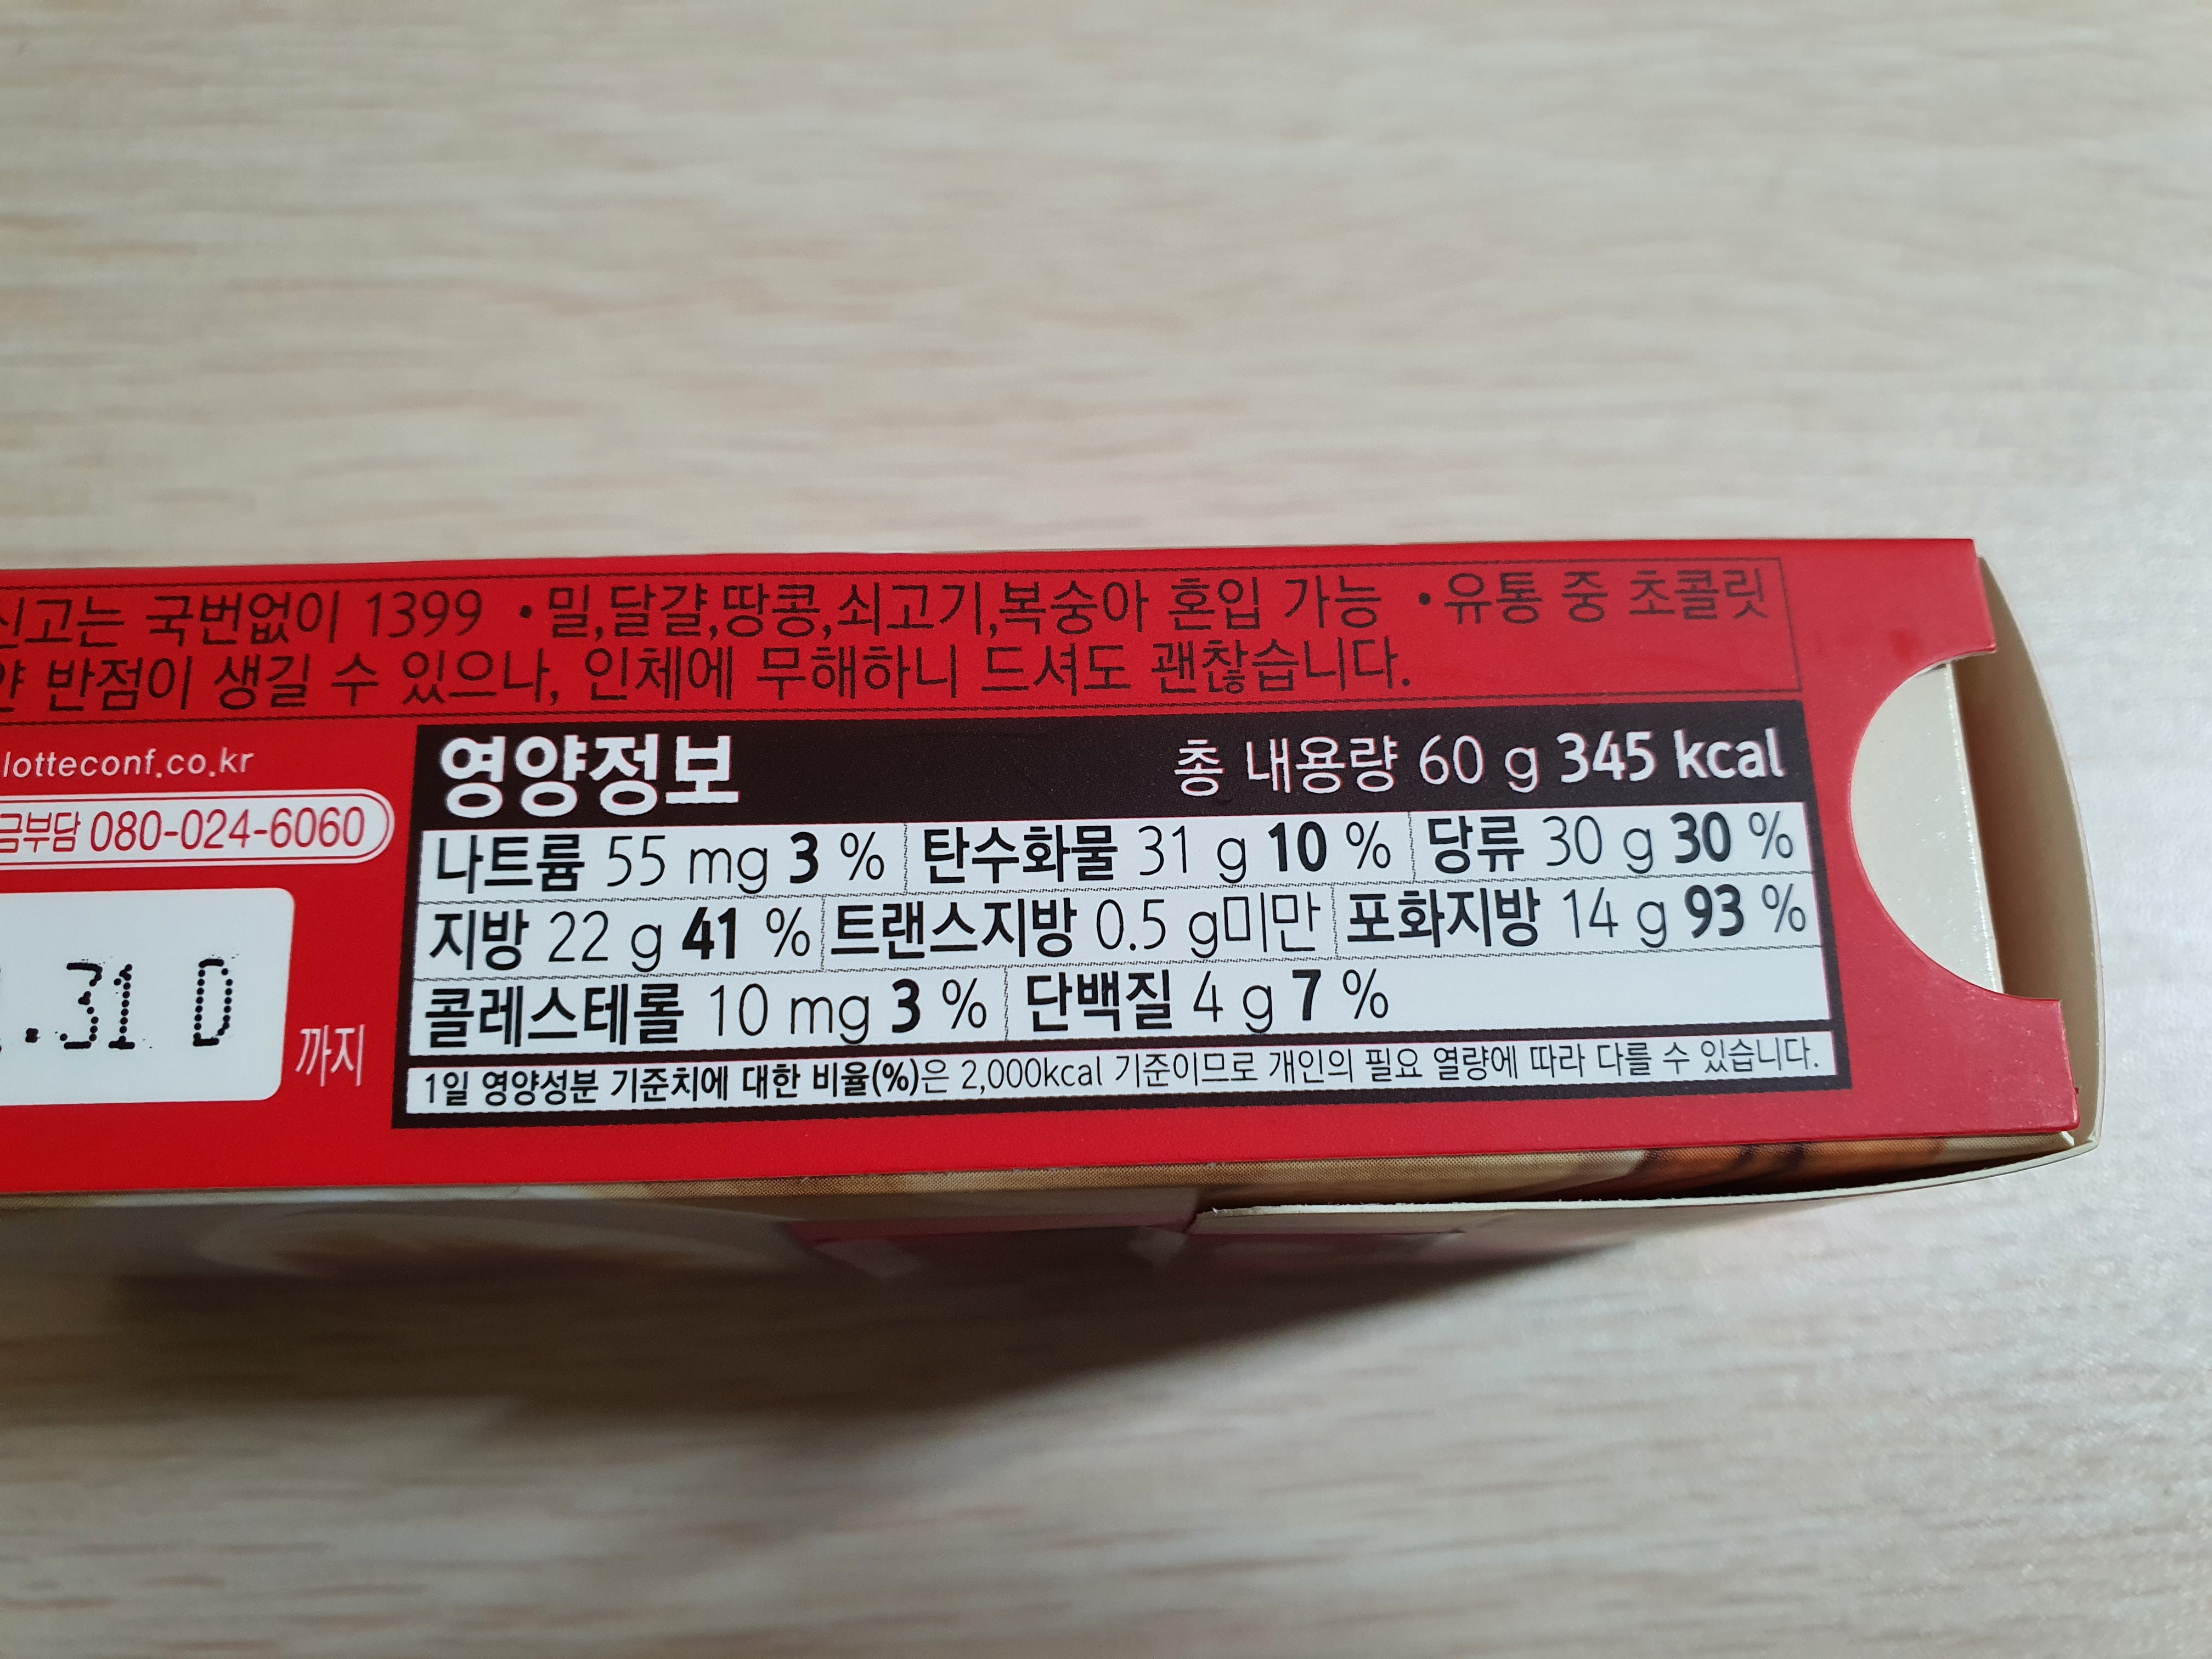 신고는 국번없이 1399 •밀,달걀,땅콩,쇠고기,복숭아 혼입 가능 •유통 중 초콜릿
반점이 생길 수 있으나, 인체에 무해하니 드셔도 괜찮습니다.
lotteconf.co.kr
금부담 080-024-6060
.31 D
까지
영양정보 총 내용량 60 g 345 kcal
나트륨 55 mg 3 % 탄수화물 31 g 10 % 당류 30 g 30 %
지방 22 g 41 % 트랜스지방 0.5 g미만 포화지방 14 g 93 %
콜레스테롤 10 mg 3 % 단백질 4 g 7 %
1일 영양성분 기준치에 대한 비율(%)은 2,000kcal 기준이므로 개인의 필요 열량에 따라 다를 수 있습니다.